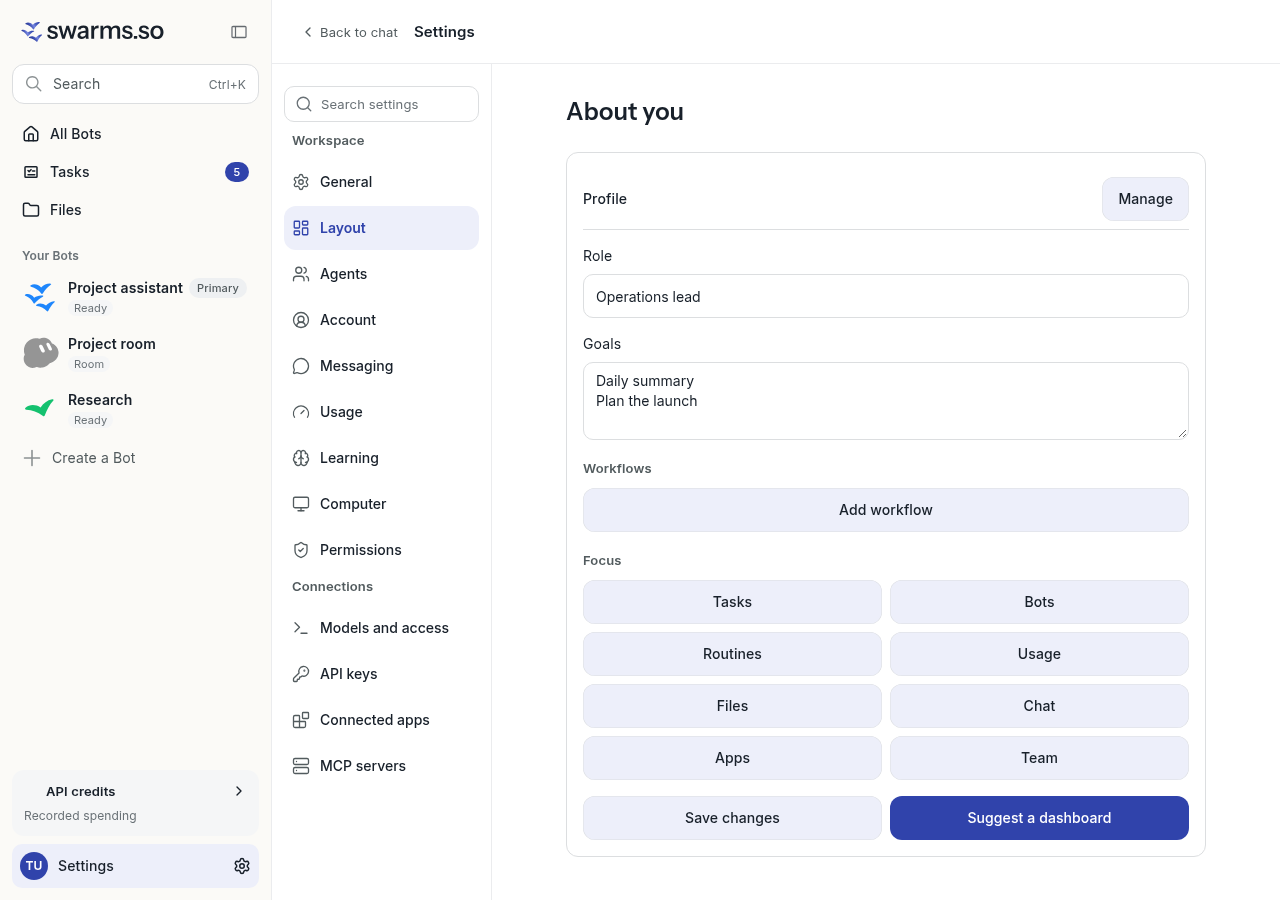 swarms.so
Search Ctrl+K
All Bots
Tasks 5
Files
Your Bots
Project assistant Primary
Ready
Project room
Room
Research
Ready
Create a Bot
API credits
Recorded spending
TU Settings
Back to chat Settings
Search settings
Workspace
General
Layout
Agents
Account
Messaging
Usage
Learning
Computer
Permissions
Connections
Models and access
API keys
Connected apps
MCP servers
About you
Profile Manage
Role
Operations lead
Goals
Daily summary
Plan the launch
Workflows
Add workflow
Focus
Tasks Bots
Routines Usage
Files Chat
Apps Team
Save changes Suggest a dashboard